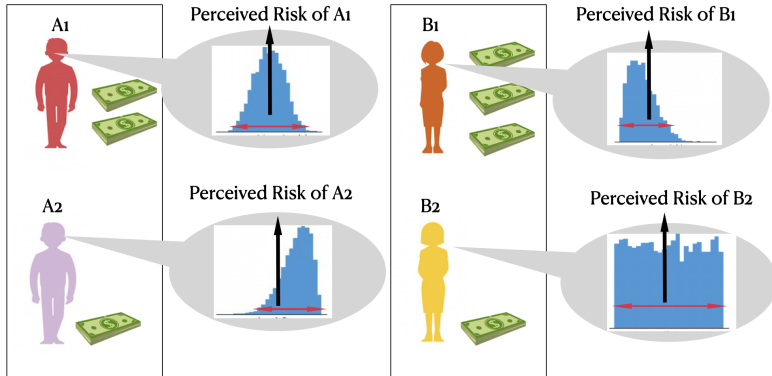 A1
Perceived Risk of A1
B1
Perceived Risk of B1
A2
Perceived Risk of A2
B2
Perceived Risk of B2